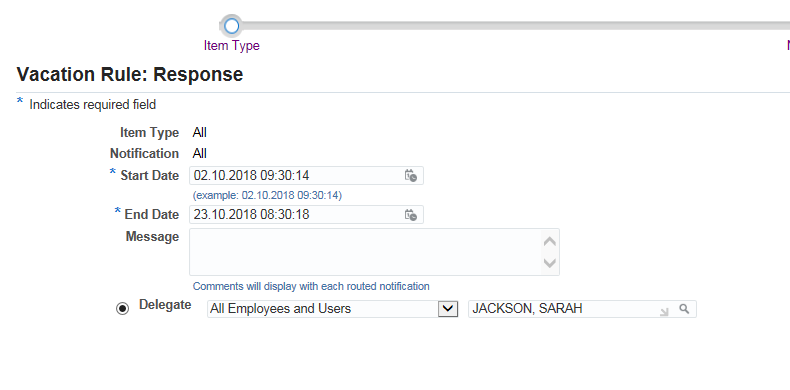 Item Type
Vacation Rule: Response
* Indicates required field
Item Type All
Notification All
* Start Date 02.10.2018 09:30:14
(example: 02.10.2018 09:30:14)
* End Date 23.10.2018 08:30:18
Message
Comments will display with each routed notification
Delegate All Employees and Users JACKSON, SARAH